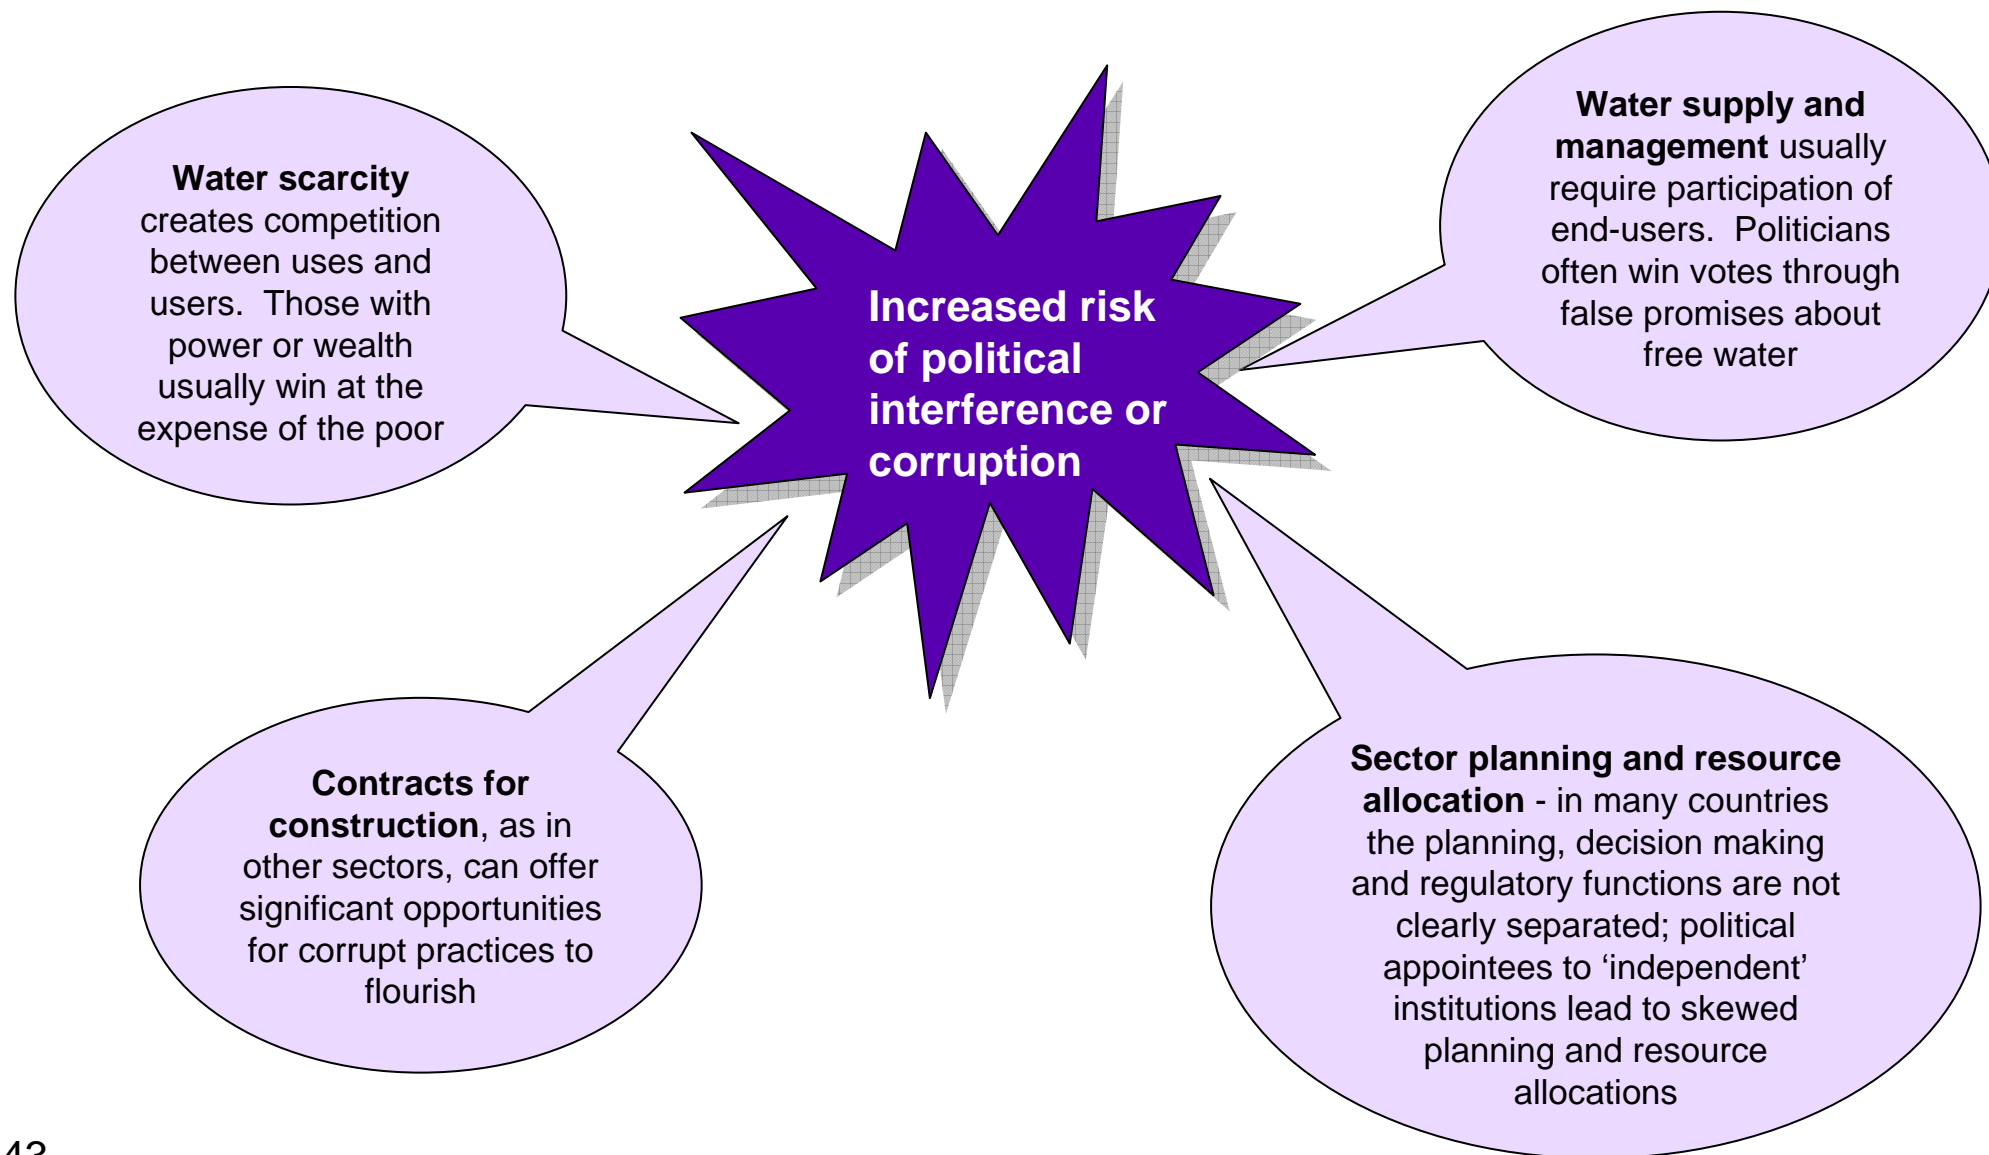 Water scarcity
creates competition
between uses and
users. Those with
power or wealth
usually win at the
expense of the poor
Increased risk
of political
interference or
corruption
Water supply and
management usually
require participation of
end-users. Politicians
often win votes through
false promises about
free water
Contracts for
construction, as in
other sectors, can offer
significant opportunities
for corrupt practices to
flourish
Sector planning and resource
allocation - in many countries
the planning, decision making
and regulatory functions are not
clearly separated; political
appointees to ‘independent’
institutions lead to skewed
planning and resource
allocations
43